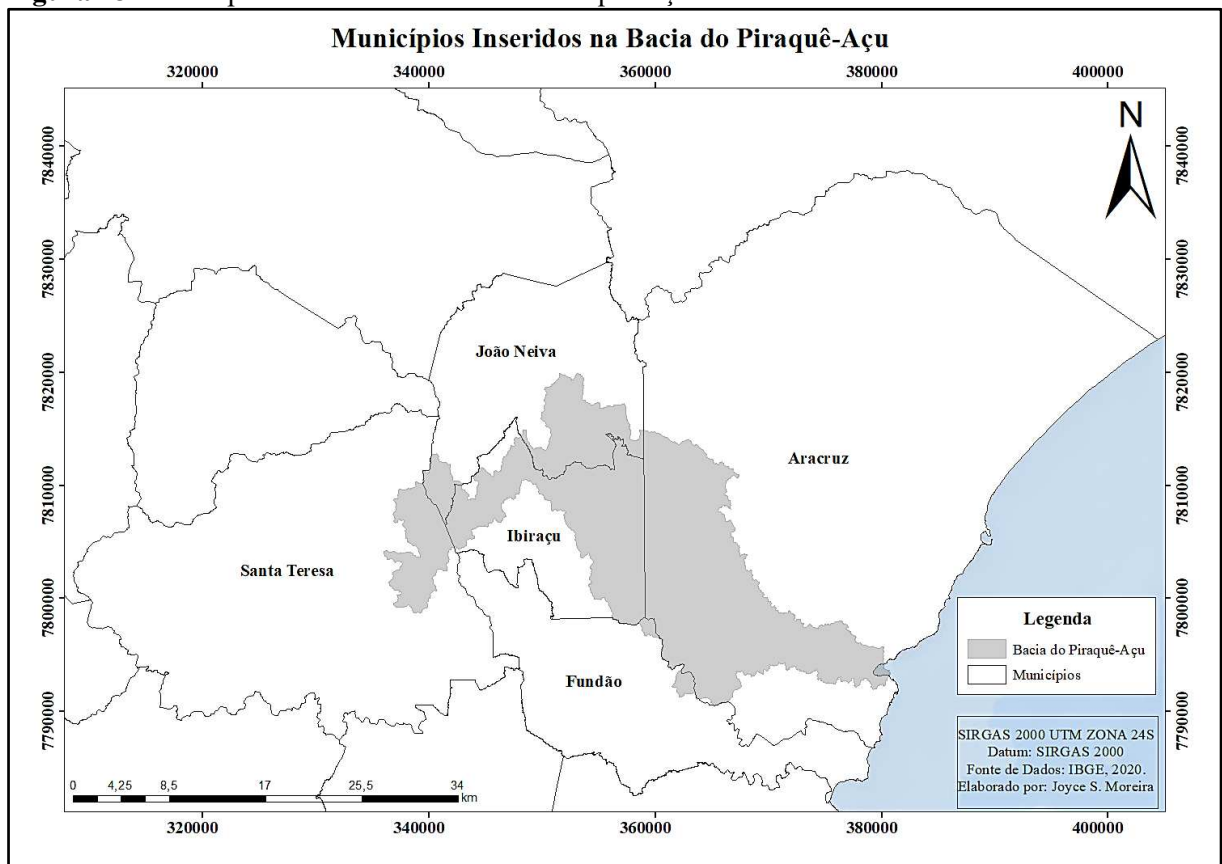 Municípios Inseridos na Bacia do Piraquê-Açu
320000 340000 360000 380000 400000
N
7840000 7840000
7830000 7830000
João Neiva
7820000 7820000
Aracruz
7810000 7810000
Ibiraçu
Santa Teresa
7800000 7800000
Legenda
Bacia do Piraquê-Açu
Municípios
Fundão
7790000 7790000
SIRGAS 2000 UTM ZONA 24S
Datum: SIRGAS 2000
Fonte de Dados: IBGE, 2020.
Elaborado por: Joyce S. Moreira
0 4,25 8,5 17 25,5 34
km
320000 340000 360000 380000 400000